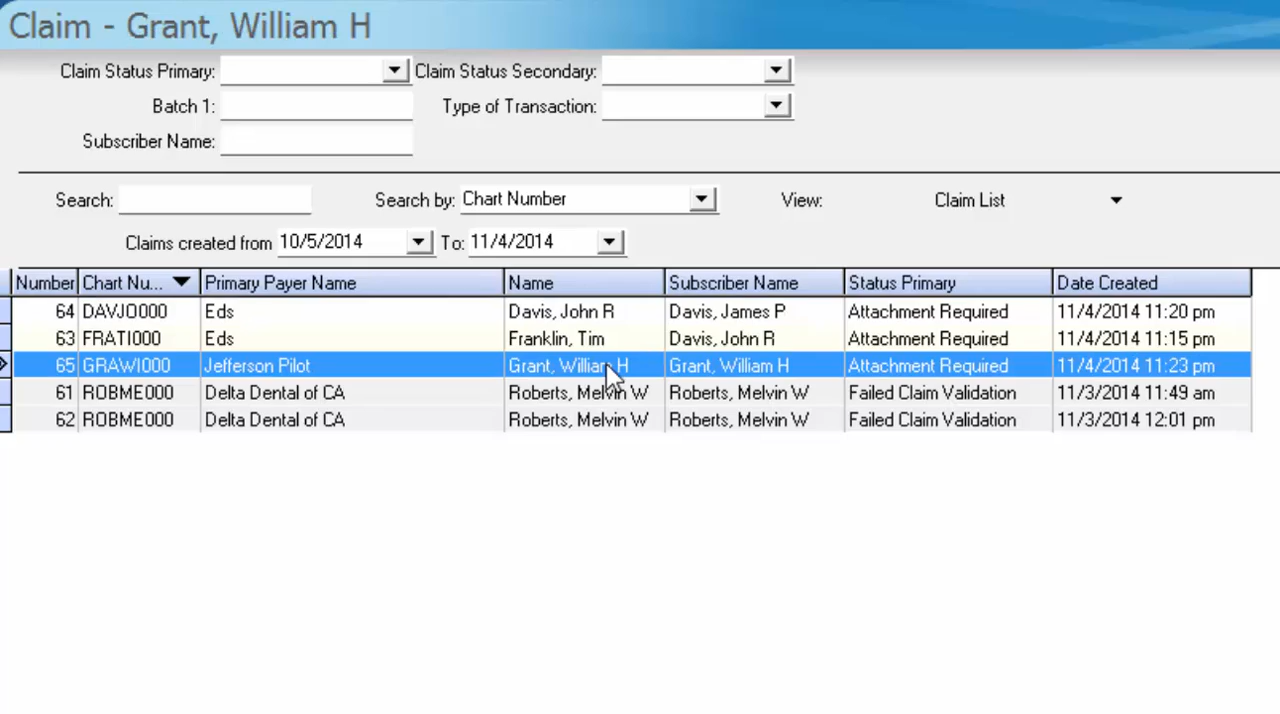 Claim - Grant, William H
Claim Status Primary: Claim Status Secondary:
Batch 1: Type of Transaction:
Subscriber Name:
Search: Search by: Chart Number View: Claim List
Claims created from 10/5/2014 To: 11/4/2014
Number Chart Nu... Primary Payer Name Name Subscriber Name Status Primary Date Created
64 DAVJO000 Eds Davis, John R Davis, James P Attachment Required 11/4/2014 11:20 pm
63 FRATI000 Eds Franklin, Tim Davis, John R Attachment Required 11/4/2014 11:15 pm
65 GRAWI000 Jefferson Pilot Grant, William H Grant, William H Attachment Required 11/4/2014 11:23 pm
61 ROBME000 Delta Dental of CA Roberts, Melvin W Roberts, Melvin W Failed Claim Validation 11/3/2014 11:49 am
62 ROBME000 Delta Dental of CA Roberts, Melvin W Roberts, Melvin W Failed Claim Validation 11/3/2014 12:01 pm